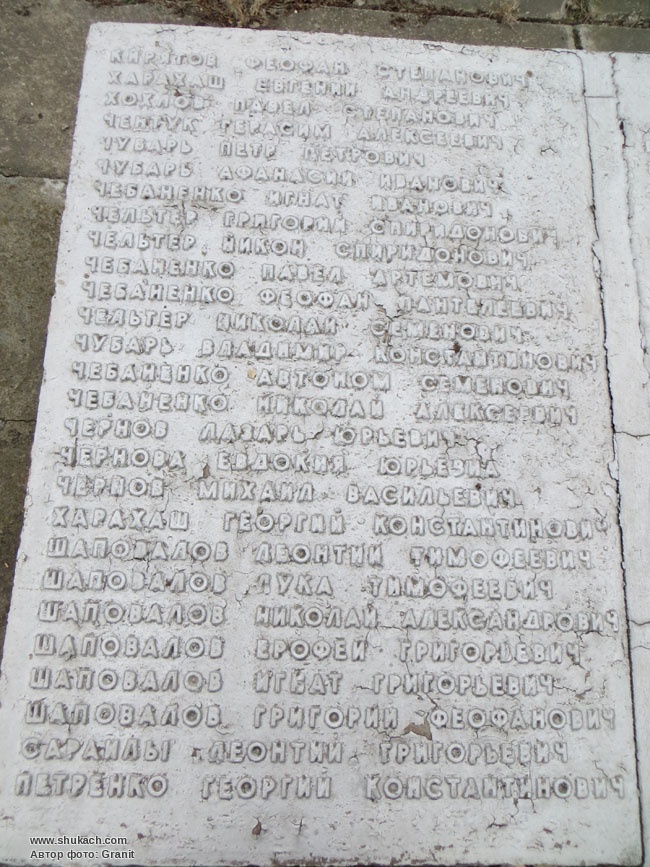 КИРЯТОВ ФЕОФАН СТЕПАНОВИЧ
ХАРАХАШ ЕВГЕНИЙ АНДРЕЕВИЧ
ХОХЛОВ ПАВЕЛ СТЕПАНОВИЧ
ЧЕНТУК ГЕРАСИМ АЛЕКСЕЕВИЧ
ЧУБАРЬ ПЕТР ПЕТРОВИЧ
ЧУБАРЬ АФАНАСИЙ ИВАНОВИЧ
ЧЕБАНЕНКО ИГНАТ ИВАНОВИЧ
ЧЕЛЬТЕР ГРИГОРИЙ СПИРИДОНОВИЧ
ЧЕЛЬТЕР НИКОН СПИРИДОНОВИЧ
ЧЕБАНЕНКО ПАВЕЛ АРТЕМОВИЧ
ЧЕБАНЕНКО ФЕОФАН ПАНТЕЛЕЕВИЧ
ЧЕЛЬТЕР НИКОЛАЙ СЕМЕНОВИЧ
ЧУБАРЬ ВЛАДИМИР КОНСТАНТИНОВИЧ
ЧЕБАНЕНКО АВТОНОМ СЕМЕНОВИЧ
ЧЕБАНЕНКО НИКОЛАЙ АЛЕКСЕЕВИЧ
ЧЕРНОВ ЛАЗАРЬ ЮРЬЕВИЧ
ЧЕРНОВА ЕВДОКИЯ ЮРЬЕВНА
ЧЕРНОВ МИХАИЛ ВАСИЛЬЕВИЧ
ХАРАХАШ ГЕОРГИЙ КОНСТАНТИНОВИЧ
ШАПОВАЛОВ ЛЕОНТИЙ ТИМОФЕЕВИЧ
ШАПОВАЛОВ ЛУКА ТИМОФЕЕВИЧ
ШАПОВАЛОВ НИКОЛАЙ АЛЕКСАНДРОВИЧ
ШАПОВАЛОВ ЕРОФЕЙ ГРИГОРЬЕВИЧ
ШАПОВАЛОВ ИГНАТ ГРИГОРЬЕВИЧ
ШАПОВАЛОВ ГРИГОРИЙ ФЕОФАНОВИЧ
САРАЙЛЫ ЛЕОНТИЙ ГРИГОРЬЕВИЧ
ПЕТРЕНКО ГЕОРГИЙ КОНСТАНТИНОВИЧ
www.shukach.com
Автор фото: Granit